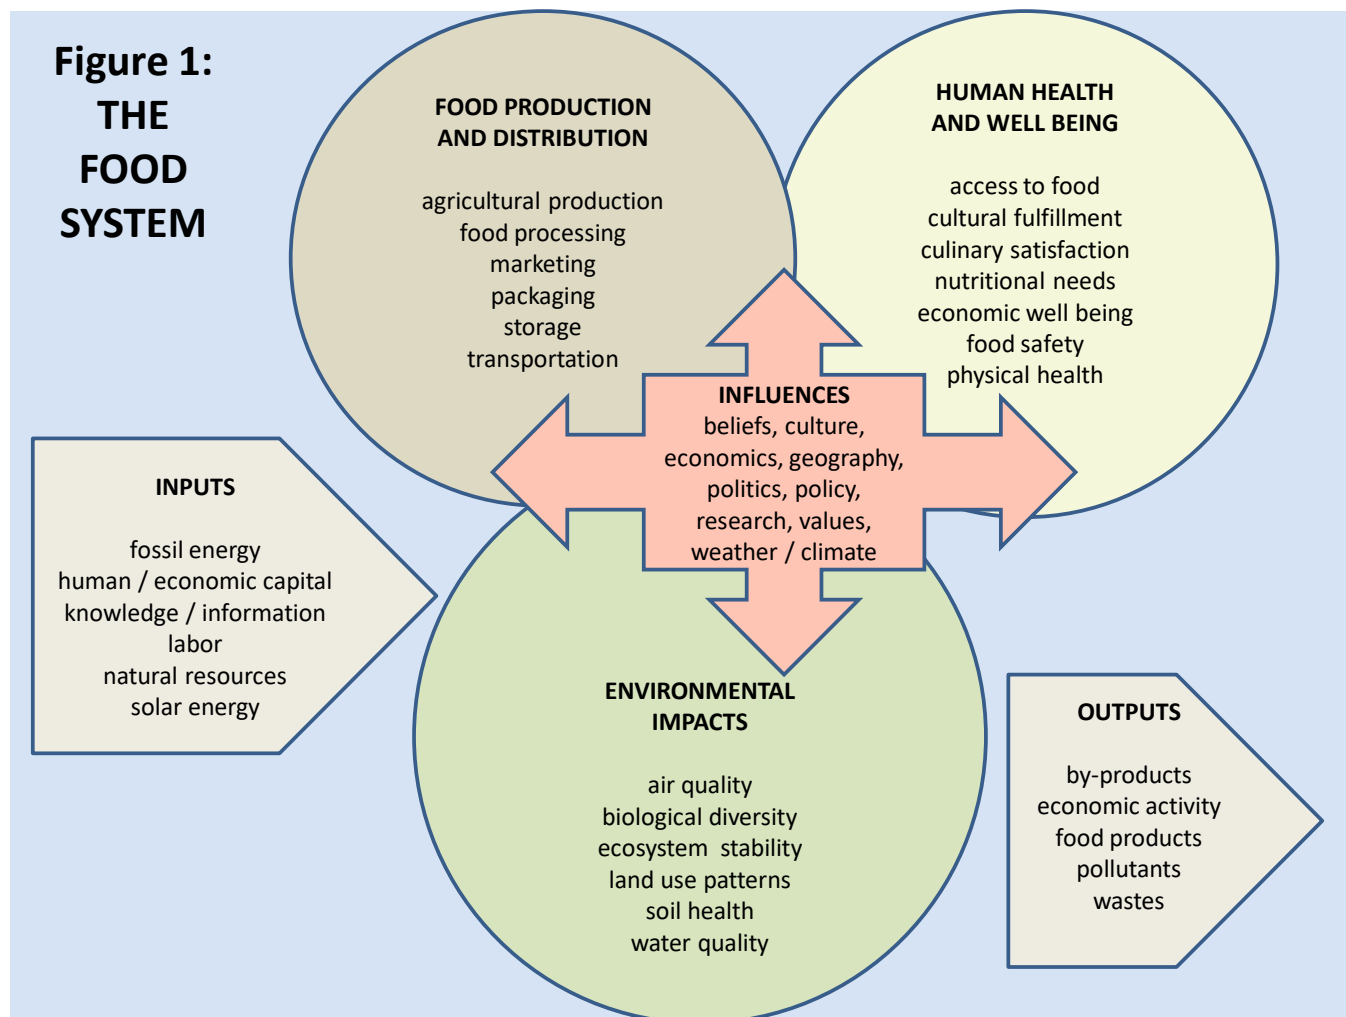 Figure 1:
THE
FOOD
SYSTEM
FOOD PRODUCTION
AND DISTRIBUTION
agricultural production
food processing
marketing
packaging
storage
transportation
HUMAN HEALTH
AND WELL BEING
access to food
cultural fulfillment
culinary satisfaction
nutritional needs
economic well being
food safety
physical health
INFLUENCES
beliefs, culture,
economics, geography,
politics, policy,
research, values,
weather / climate
INPUTS
fossil energy
human / economic capital
knowledge / information
labor
natural resources
solar energy
ENVIRONMENTAL
IMPACTS
air quality
biological diversity
ecosystem  stability
land use patterns
soil health
water quality
OUTPUTS
by-products
economic activity
food products
pollutants
wastes